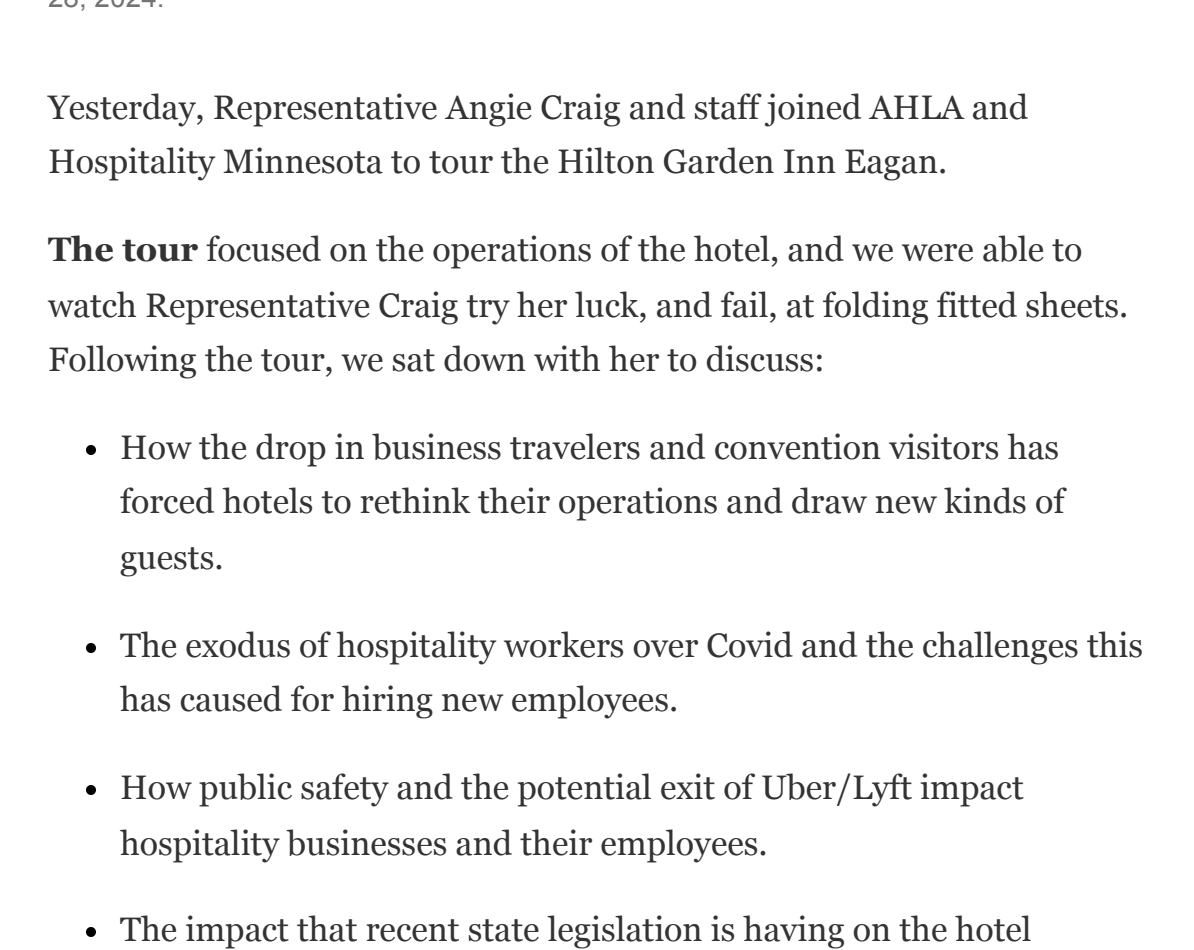 28, 2024.
Yesterday, Representative Angie Craig and staff joined AHLA and
Hospitality Minnesota to tour the Hilton Garden Inn Eagan.
The tour focused on the operations of the hotel, and we were able to
watch Representative Craig try her luck, and fail, at folding fitted sheets.
Following the tour, we sat down with her to discuss:
• How the drop in business travelers and convention visitors has
forced hotels to rethink their operations and draw new kinds of
guests.
• The exodus of hospitality workers over Covid and the challenges this
has caused for hiring new employees.
• How public safety and the potential exit of Uber/Lyft impact
hospitality businesses and their employees.
• The impact that recent state legislation is having on the hotel